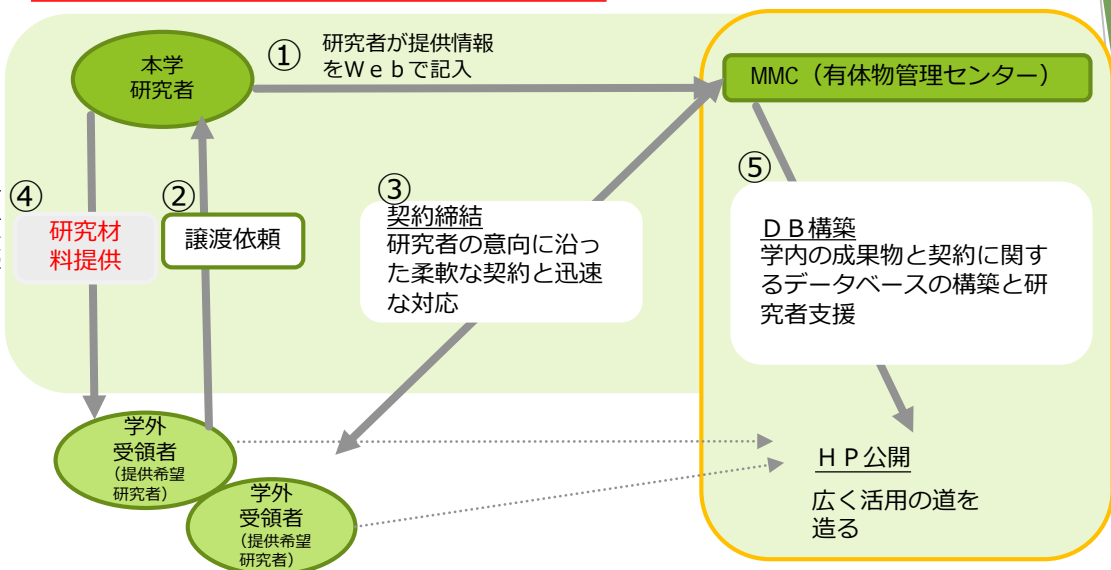 本学
研究者
①
研究者が提供情報
をＷｅｂで記入
MMC（有体物管理センター）
④
研究材
料提供
②
譲渡依頼
③
契約締結
研究者の意向に沿っ
た柔軟な契約と迅速
な対応
⑤
ＤＢ構築
学内の成果物と契約に関す
るデータベースの構築と研
究者支援
学外
受領者
（提供希望
研究者）
学外
受領者
（提供希望
研究者）
ＨＰ公開
広く活用の道を
造る